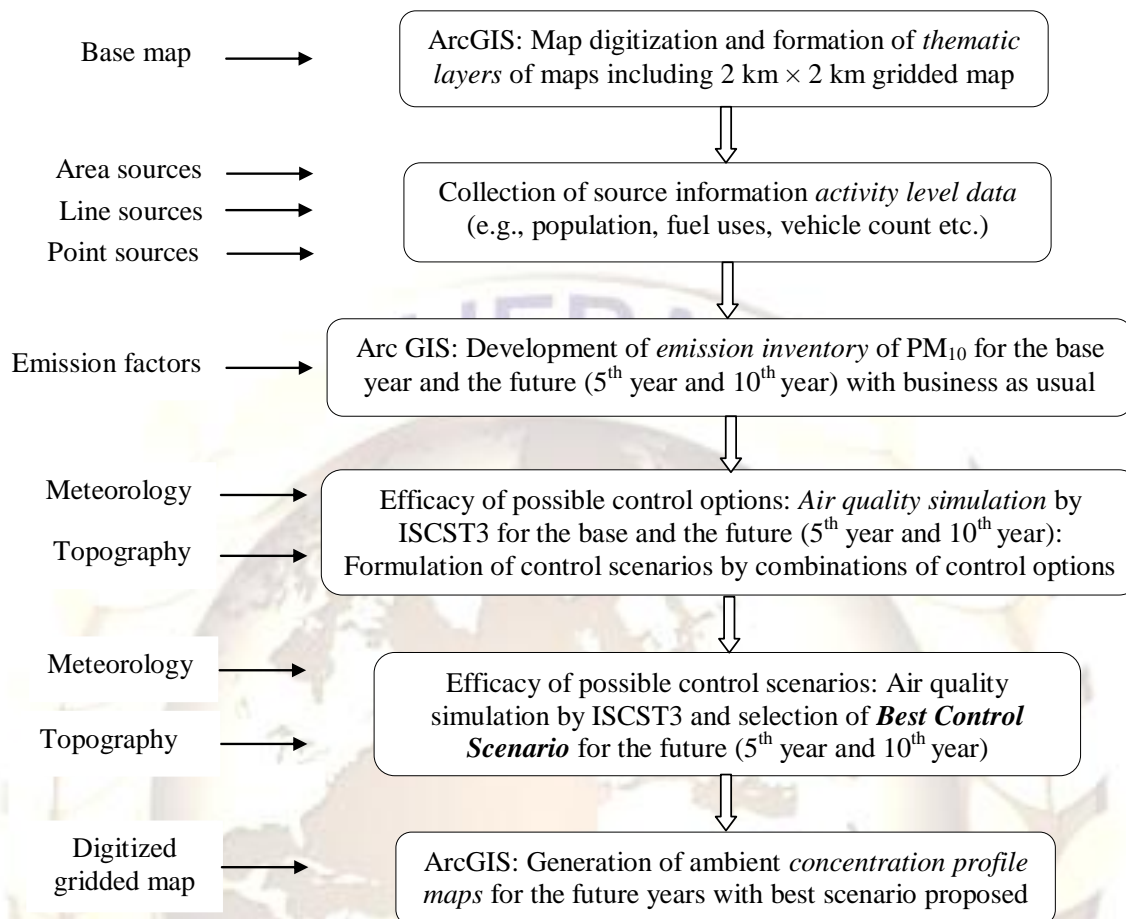 Base map
ArcGIS: Map digitization and formation of thematic
layers of maps including 2 km × 2 km gridded map
Area sources
Line sources
Point sources
Collection of source information activity level data
(e.g., population, fuel uses, vehicle count etc.)
Emission factors
Arc GIS: Development of emission inventory of PM₁₀ for the base
year and the future (5ᵗʰ year and 10ᵗʰ year) with business as usual
Meteorology
Topography
Efficacy of possible control options: Air quality simulation by
ISCST3 for the base and the future (5ᵗʰ year and 10ᵗʰ year):
Formulation of control scenarios by combinations of control options
Meteorology
Topography
Efficacy of possible control scenarios: Air quality
simulation by ISCST3 and selection of Best Control
Scenario for the future (5ᵗʰ year and 10ᵗʰ year)
Digitized
gridded map
ArcGIS: Generation of ambient concentration profile
maps for the future years with best scenario proposed